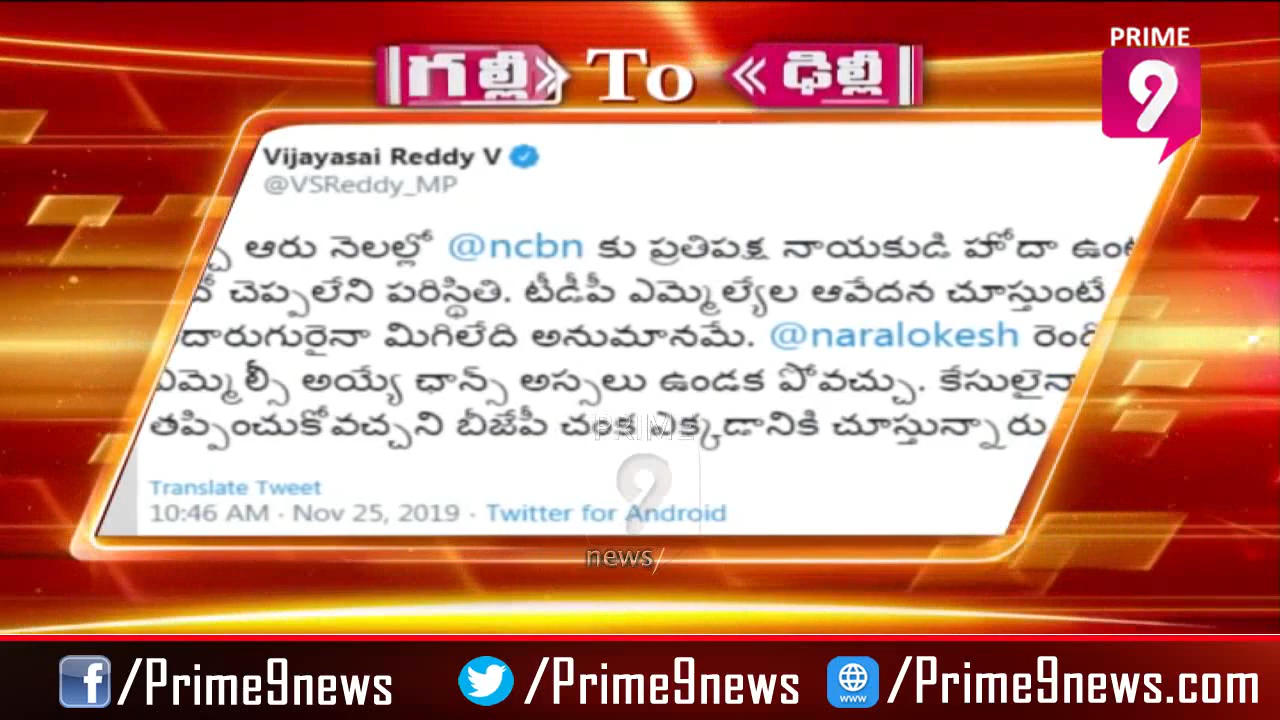 PRIME
9
గల్లీ To ఢిల్లీ
Vijayasai Reddy V
@VSReddy_MP
ఆరు నెలల్లో @ncbn కు ప్రతిపక్ష నాయకుడి హోదా
చెప్పలేని పరిస్థితి. టీడీపీ ఎమ్మెల్యేల ఆవేదన చూస్తుంటే
మిగిలేది అనుమానమే. @naralokesh
అయ్యే ఛాన్స్ అస్సలు ఉండక పోవచ్చు. కేసులైనా
తప్పించుకోవచ్చని బీజేపీ చంక ఎక్కడానికి చూస్తున్నారు
Translate Tweet
10:46 AM · Nov 25, 2019 · Twitter for Android
PRIME
9
news/
/Prime9news /Prime9news /Prime9news.com